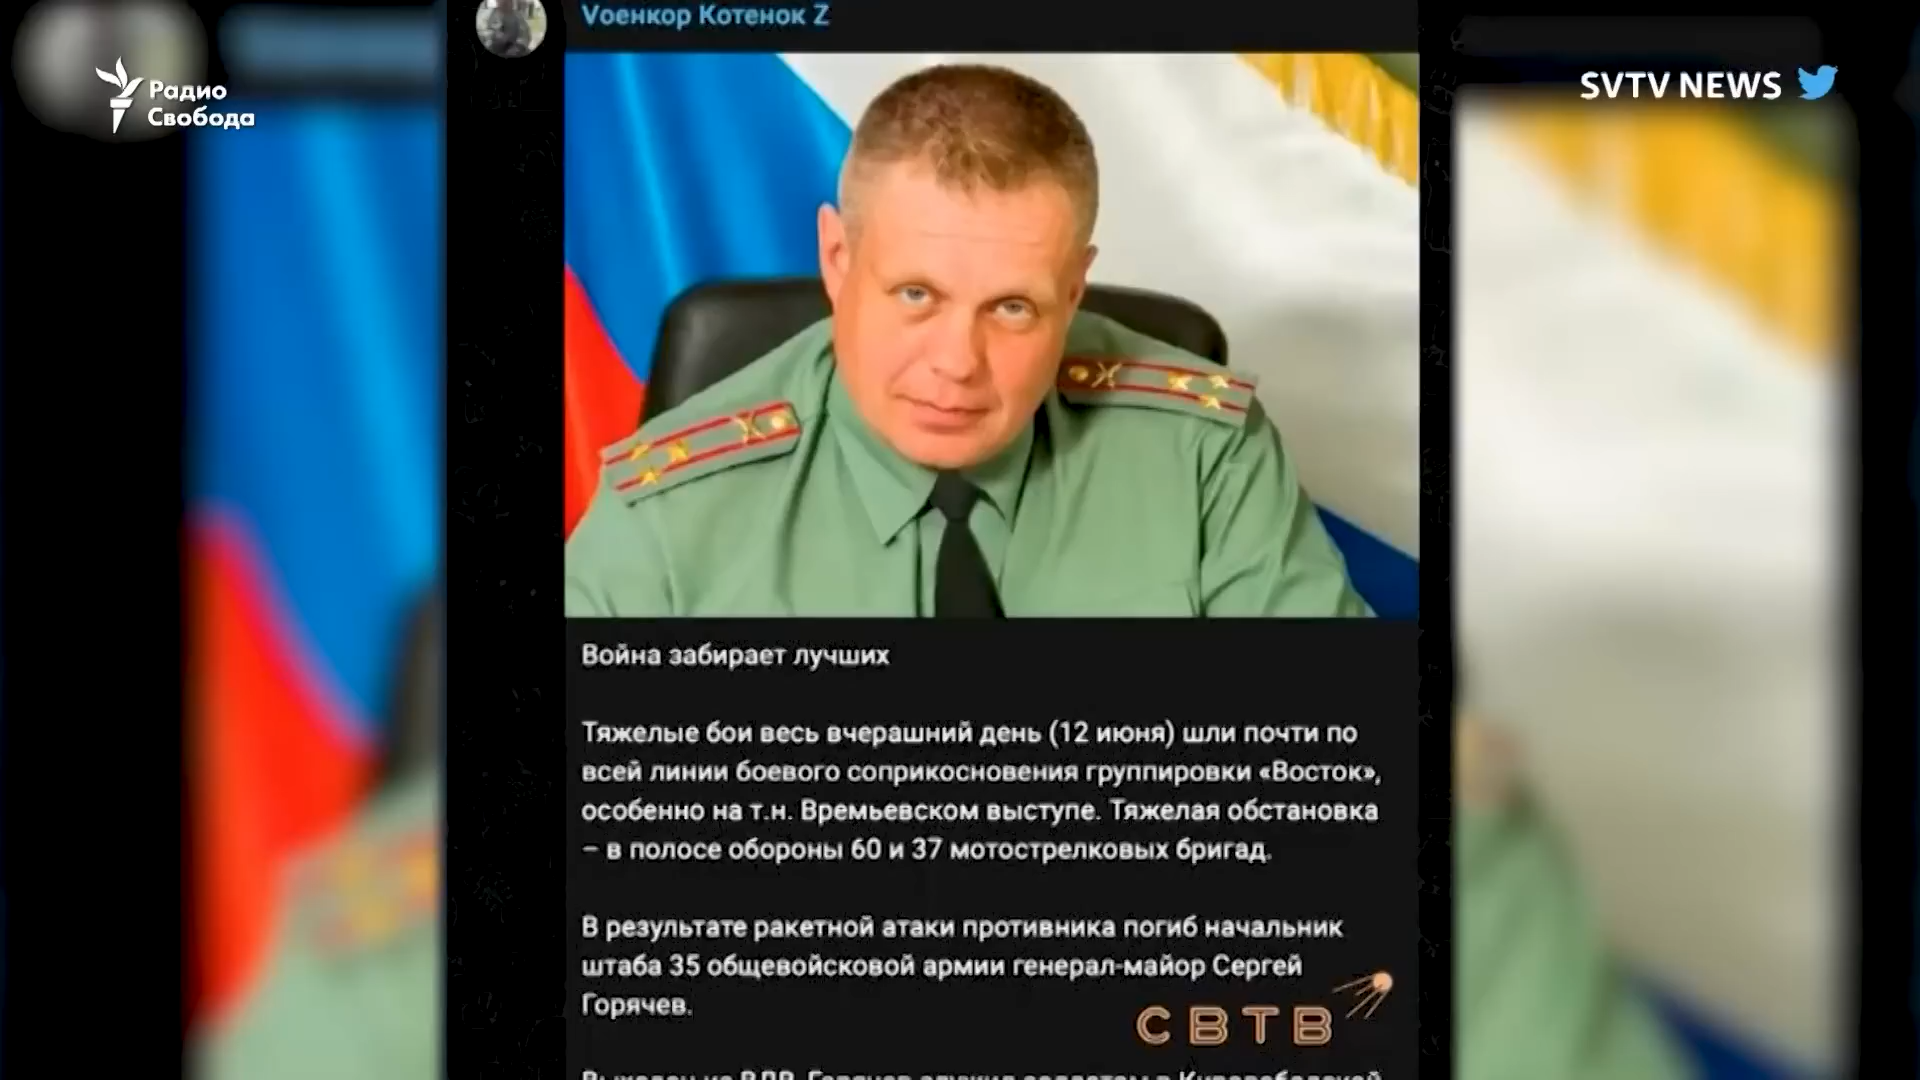 Vоенкор Котенок Z
Радио
Свобода
SVTV NEWS
Война забирает лучших
Тяжелые бои весь вчерашний день (12 июня) шли почти по
всей линии боевого соприкосновения группировки «Восток»,
особенно на т.н. Времьевском выступе. Тяжелая обстановка
– в полосе обороны 60 и 37 мотострелковых бригад.
В результате ракетной атаки противника погиб начальник
штаба 35 общевойсковой армии генерал-майор Сергей
Горячев.
СВТВ